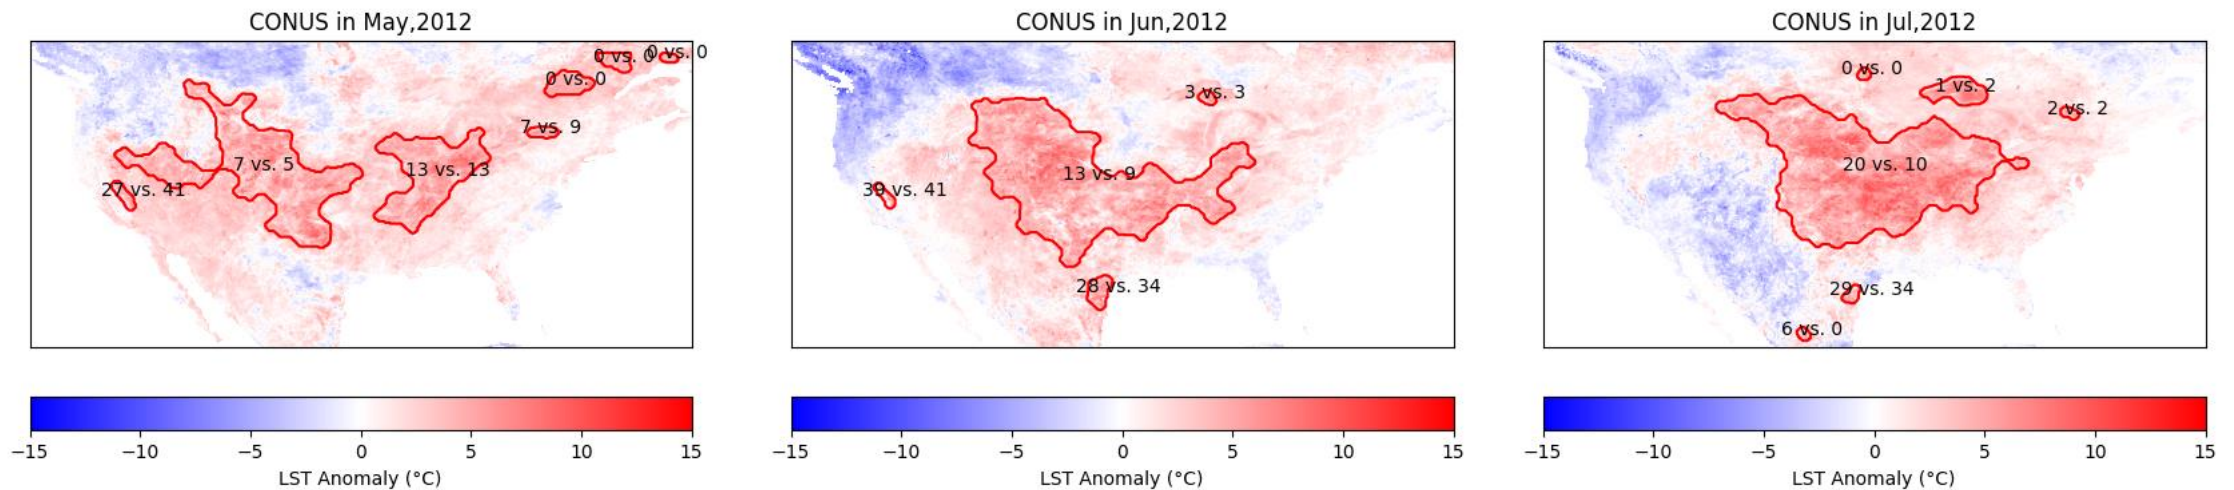 CONUS in May,2012
0 vs. 0
0 vs. 0
0 vs. 0
7 vs. 9
7 vs. 5
13 vs. 13
27 vs. 41
−15 −10 −5 0 5 10 15
LST Anomaly (°C)
CONUS in Jun,2012
3 vs. 3
13 vs. 9
39 vs. 41
28 vs. 34
−15 −10 −5 0 5 10 15
LST Anomaly (°C)
CONUS in Jul,2012
0 vs. 0
1 vs. 2
2 vs. 2
20 vs. 10
29 vs. 34
6 vs. 0
−15 −10 −5 0 5 10 15
LST Anomaly (°C)